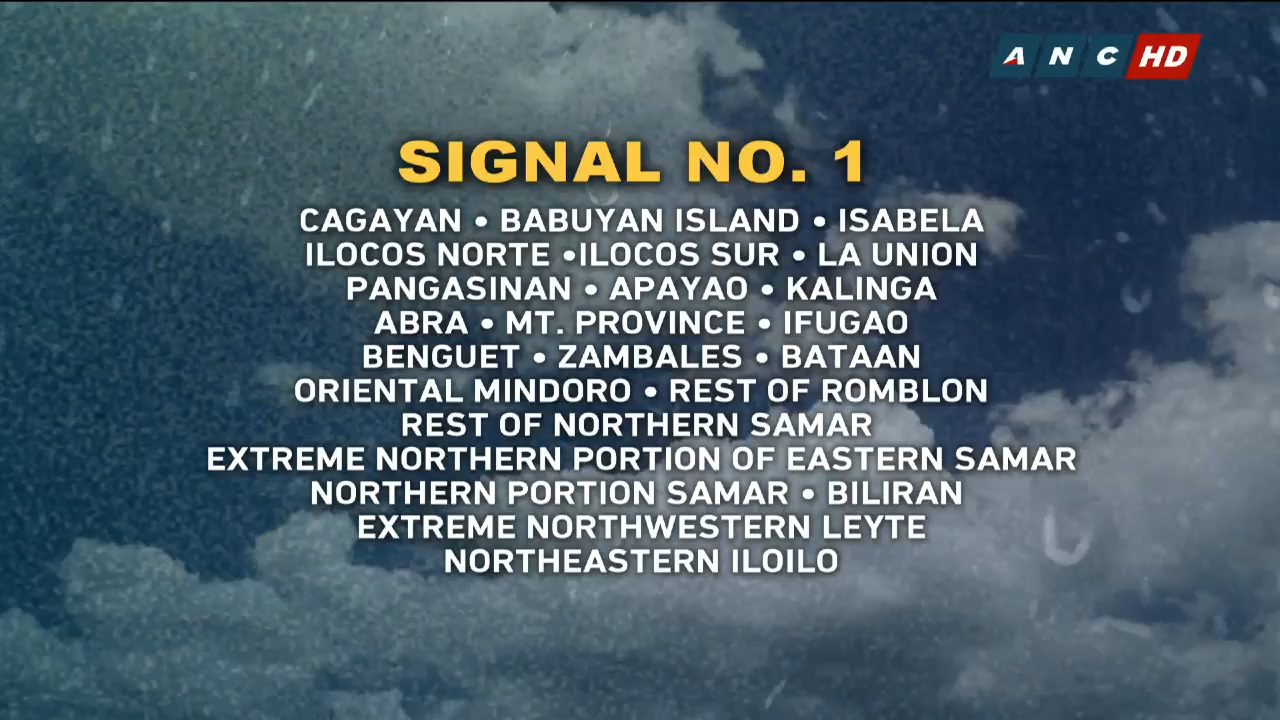 ANC HD
SIGNAL NO. 1
CAGAYAN • BABUYAN ISLAND • ISABELA
ILOCOS NORTE •ILOCOS SUR • LA UNION
PANGASINAN • APAYAO • KALINGA
ABRA • MT. PROVINCE • IFUGAO
BENGUET • ZAMBALES • BATAAN
ORIENTAL MINDORO • REST OF ROMBLON
REST OF NORTHERN SAMAR
EXTREME NORTHERN PORTION OF EASTERN SAMAR
NORTHERN PORTION SAMAR • BILIRAN
EXTREME NORTHWESTERN LEYTE
NORTHEASTERN ILOILO